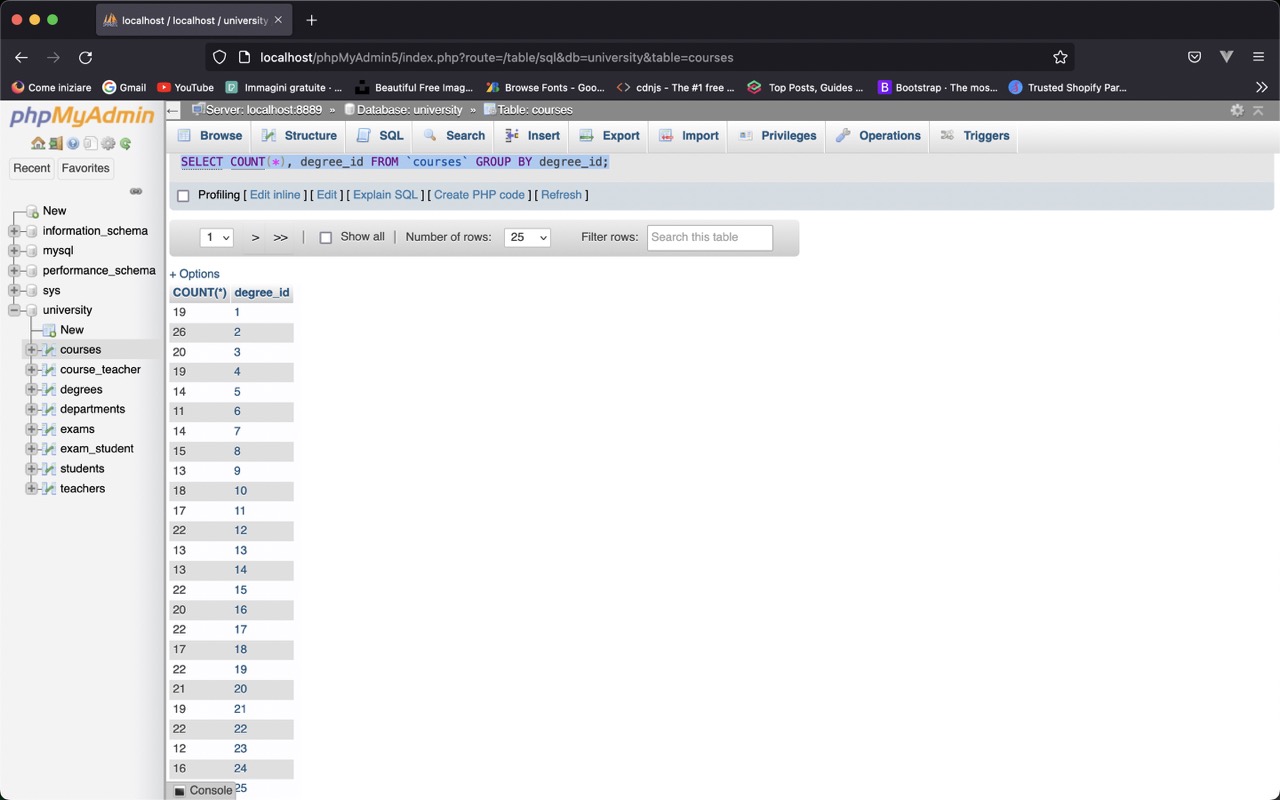 localhost / localhost / university
localhost/phpMyAdmin5/index.php?route=/table/sql&db=university&table=courses
Come iniziare Gmail YouTube Immagini gratuite · ... Beautiful Free Imag... Browse Fonts - Goo... cdnjs - The #1 free ... Top Posts, Guides ... Bootstrap · The mos... Trusted Shopify Par...
phpMyAdmin
Server: localhost:8889 » Database: university » Table: courses
Browse Structure SQL Search Insert Export Import Privileges Operations Triggers
Recent Favorites
SELECT COUNT(*), degree_id FROM `courses` GROUP BY degree_id;
Profiling [ Edit inline ] [ Edit ] [ Explain SQL ] [ Create PHP code ] [ Refresh ]
New
information_schema
mysql
performance_schema
sys
university
New
courses
course_teacher
degrees
departments
exams
exam_student
students
teachers
1 > >> | Show all | Number of rows: 25 Filter rows: Search this table
+ Options
COUNT(*) degree_id
19 1
26 2
20 3
19 4
14 5
11 6
14 7
15 8
13 9
18 10
17 11
22 12
13 13
13 14
22 15
20 16
22 17
17 18
22 19
21 20
19 21
22 22
12 23
16 24
25
Console